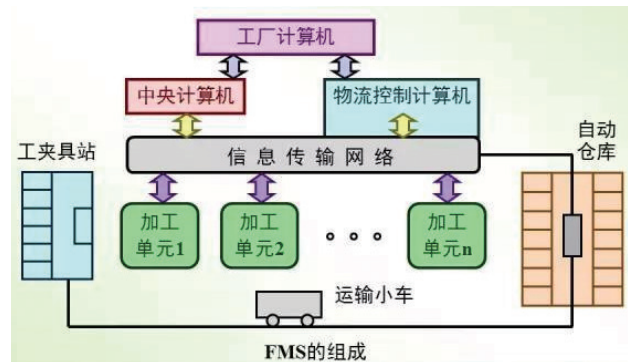 工厂计算机
中央计算机
物流控制计算机
工夹具站
信息传输网络
自动
仓库
加工
单元1
加工
单元2
加工
单元n
运输小车
FMS的组成